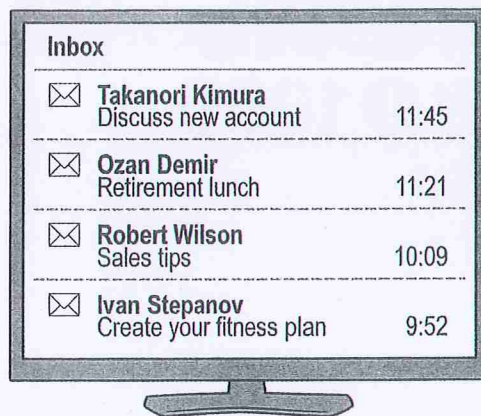 Inbox
Takanori Kimura
Discuss new account 11:45
Ozan Demir
Retirement lunch 11:21
Robert Wilson
Sales tips 10:09
Ivan Stepanov
Create your fitness plan 9:52